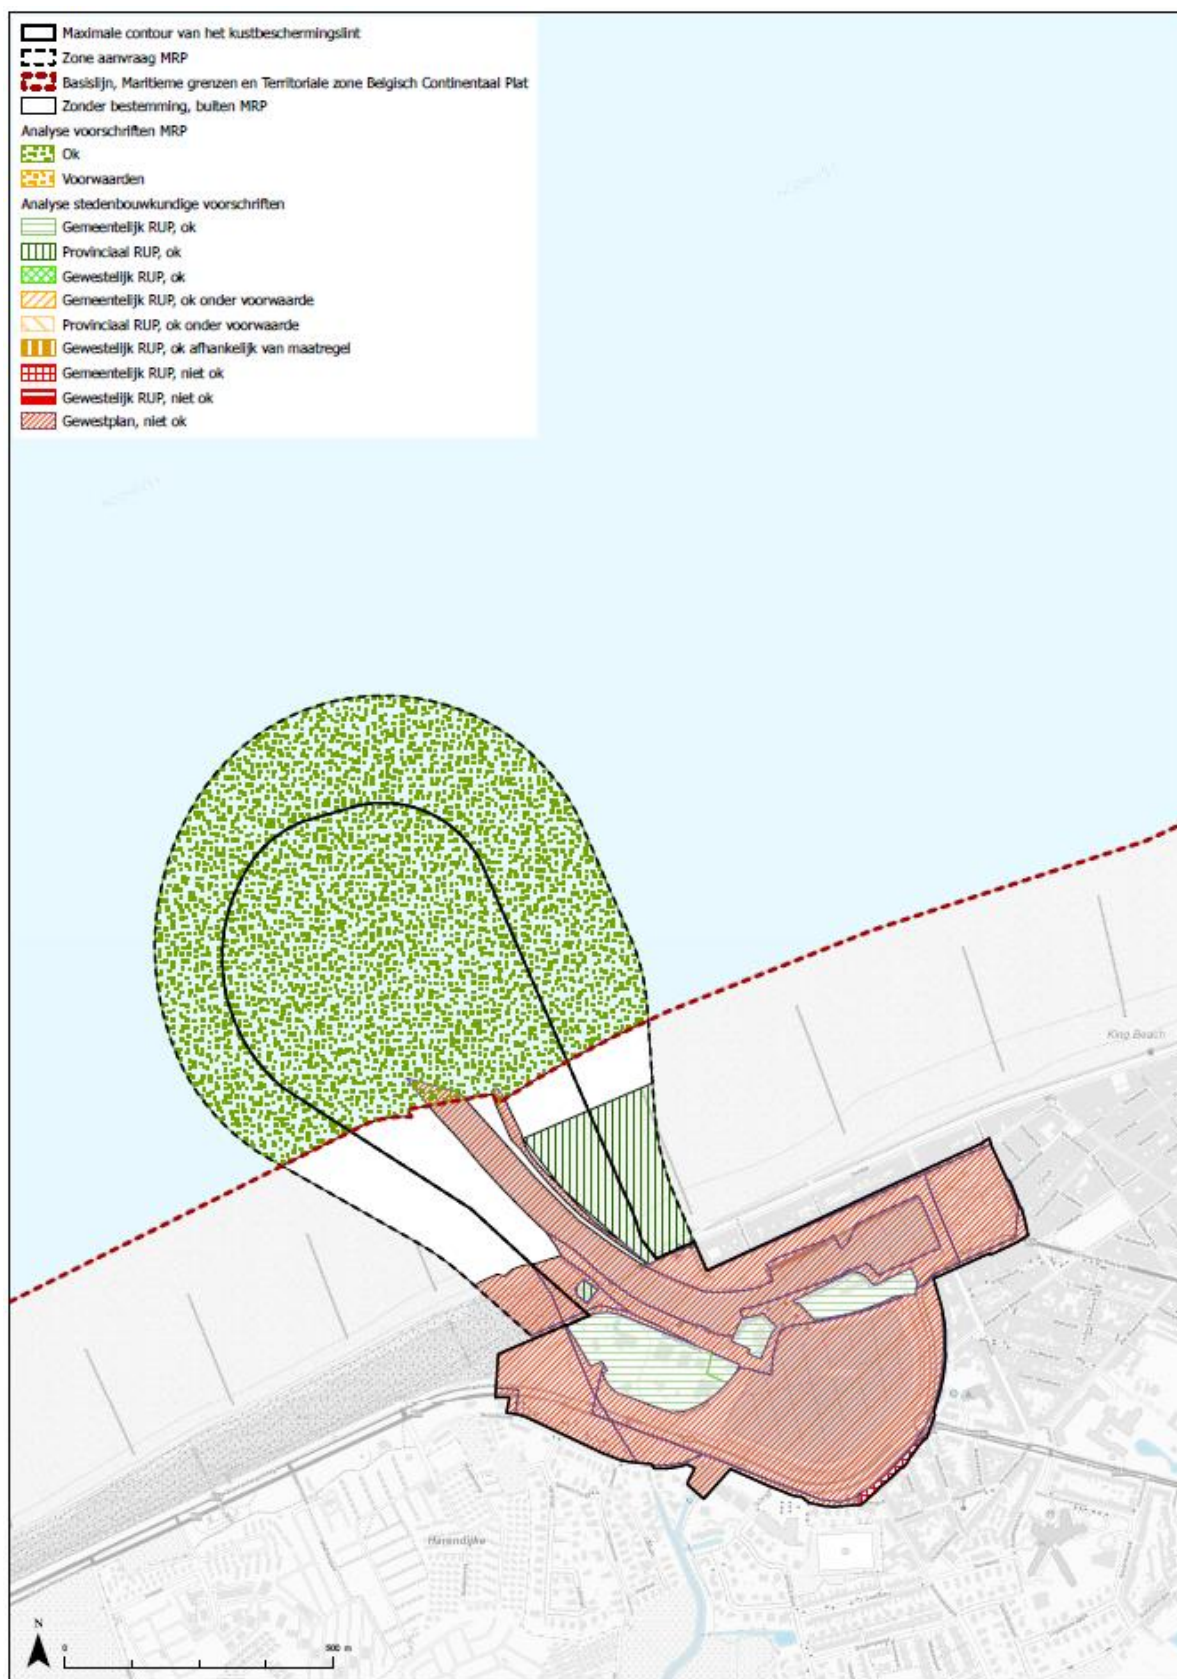 Maximale contour van het kustbeschermingslint
Zone aanvraag MRP
Basislijn, Maritieme grenzen en Territoriale zone Belgisch Continentaal Plat
Zonder bestemming, buiten MRP
Analyse voorschriften MRP
Ok
Voorwaarden
Analyse stedenbouwkundige voorschriften
Gemeentelijk RUP, ok
Provinciaal RUP, ok
Gewestelijk RUP, ok
Gemeentelijk RUP, ok onder voorwaarde
Provinciaal RUP, ok onder voorwaarde
Gewestelijk RUP, ok afhankelijk van maatregel
Gemeentelijk RUP, niet ok
Gewestelijk RUP, niet ok
Gewestplan, niet ok
King Beach
Harendijke
N
0
500 m